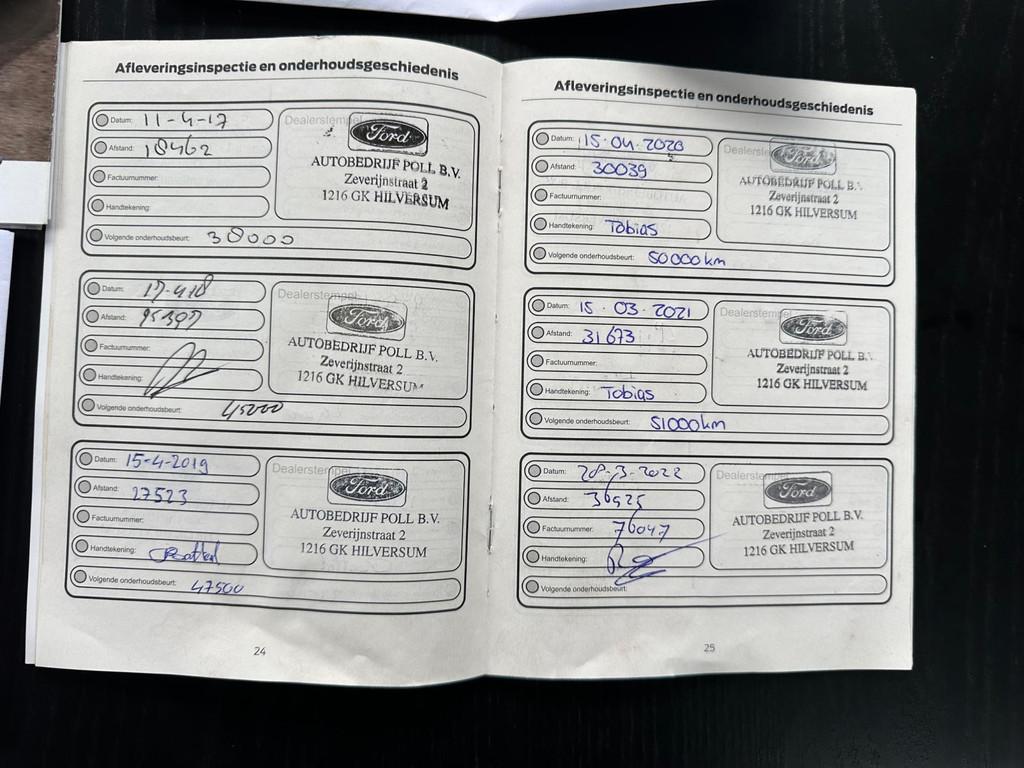 Afleveringsinspectie en onderhoudsgeschiedenis
Datum: 11-4-17
Afstand: 18462
Factuurnummer:
Handtekening:
Volgende onderhoudsbeurt: 38000
Dealerstempel
Ford
AUTOBEDRIJF POLL B.V.
Zeverijnstraat 2
1216 GK HILVERSUM
Datum: 17-418
Afstand:
Factuurnummer:
Handtekening:
Volgende onderhoudsbeurt: 45000
Dealerstempel
Ford
AUTOBEDRIJF POLL B.V.
Zeverijnstraat 2
1216 GK HILVERSUM
Datum: 15-4-2019
Afstand: 27523
Factuurnummer:
Handtekening:
Volgende onderhoudsbeurt: 47500
Dealerstempel
Ford
AUTOBEDRIJF POLL B.V.
Zeverijnstraat 2
1216 GK HILVERSUM
24
Afleveringsinspectie en onderhoudsgeschiedenis
Datum: 15-04-2020
Afstand: 30039
Factuurnummer:
Handtekening: Tobias
Volgende onderhoudsbeurt: 50000km
Dealerstempel
Ford
AUTOBEDRIJF POLL B.V.
Zeverijnstraat 2
1216 GK HILVERSUM
Datum: 15-03-2021
Afstand: 31673
Factuurnummer:
Handtekening: Tobias
Volgende onderhoudsbeurt: 51000km
Dealerstempel
Ford
AUTOBEDRIJF POLL B.V.
Zeverijnstraat 2
1216 GK HILVERSUM
Datum: 28-3-2022
Afstand: 36925
Factuurnummer: 76047
Handtekening:
Volgende onderhoudsbeurt:
Dealerstempel
Ford
AUTOBEDRIJF POLL B.V.
Zeverijnstraat 2
1216 GK HILVERSUM
25